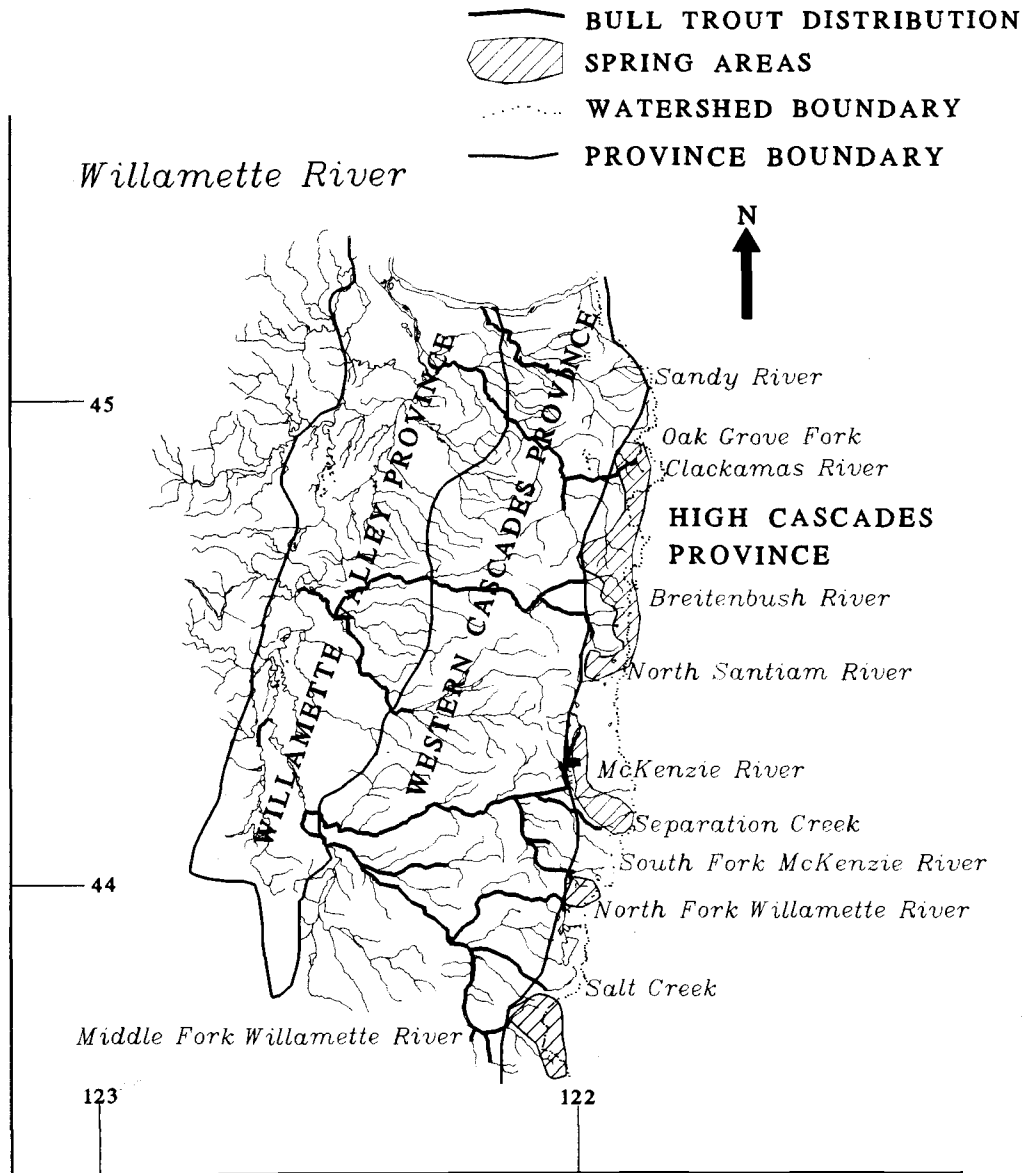 BULL TROUT DISTRIBUTION
SPRING AREAS
WATERSHED BOUNDARY
PROVINCE BOUNDARY
Willamette River
N
45
Sandy River
Oak Grove Fork
Clackamas River
HIGH CASCADES
PROVINCE
Breitenbush River
North Santiam River
WILLAMETTE VALLEY PROVINCE
WESTERN CASCADES PROVINCE
McKenzie River
Separation Creek
South Fork McKenzie River
44
North Fork Willamette River
Salt Creek
Middle Fork Willamette River
123
122